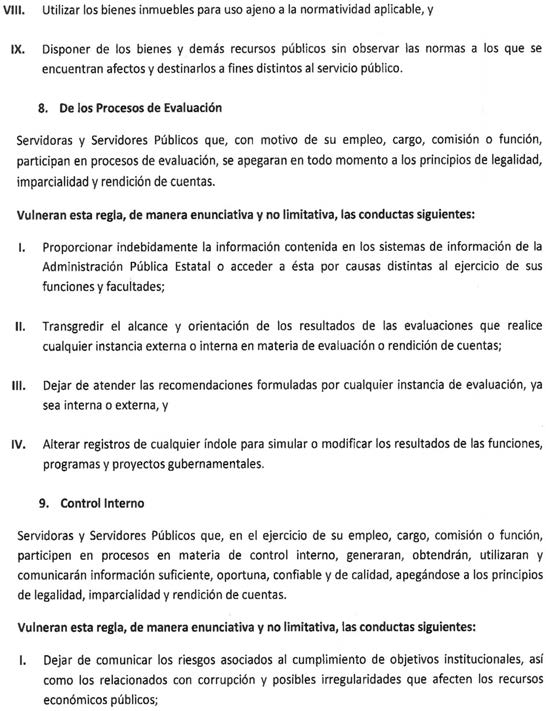 VIII. Utilizar los bienes inmuebles para uso ajeno a la normatividad aplicable, y
IX. Disponer de los bienes y demás recursos públicos sin observar las normas a los que se
encuentran afectos y destinarlos a fines distintos al servicio público.
8. De los Procesos de Evaluación
Servidoras y Servidores Públicos que, con motivo de su empleo, cargo, comisión o función,
participan en procesos de evaluación, se apegaran en todo momento a los principios de legalidad,
imparcialidad y rendición de cuentas.
Vulneran esta regla, de manera enunciativa y no limitativa, las conductas siguientes:
I. Proporcionar indebidamente la información contenida en los sistemas de información de la
Administración Pública Estatal o acceder a ésta por causas distintas al ejercicio de sus
funciones y facultades;
II. Transgredir el alcance y orientación de los resultados de las evaluaciones que realice
cualquier instancia externa o interna en materia de evaluación o rendición de cuentas;
III. Dejar de atender las recomendaciones formuladas por cualquier instancia de evaluación, ya
sea interna o externa, y
IV. Alterar registros de cualquier índole para simular o modificar los resultados de las funciones,
programas y proyectos gubernamentales.
9. Control Interno
Servidoras y Servidores Públicos que, en el ejercicio de su empleo, cargo, comisión o función,
participen en procesos en materia de control interno, generaran, obtendrán, utilizaran y
comunicarán información suficiente, oportuna, confiable y de calidad, apegándose a los principios
de legalidad, imparcialidad y rendición de cuentas.
Vulneran esta regla, de manera enunciativa y no limitativa, las conductas siguientes:
I. Dejar de comunicar los riesgos asociados al cumplimiento de objetivos institucionales, así
como los relacionados con corrupción y posibles irregularidades que afecten los recursos
económicos públicos;